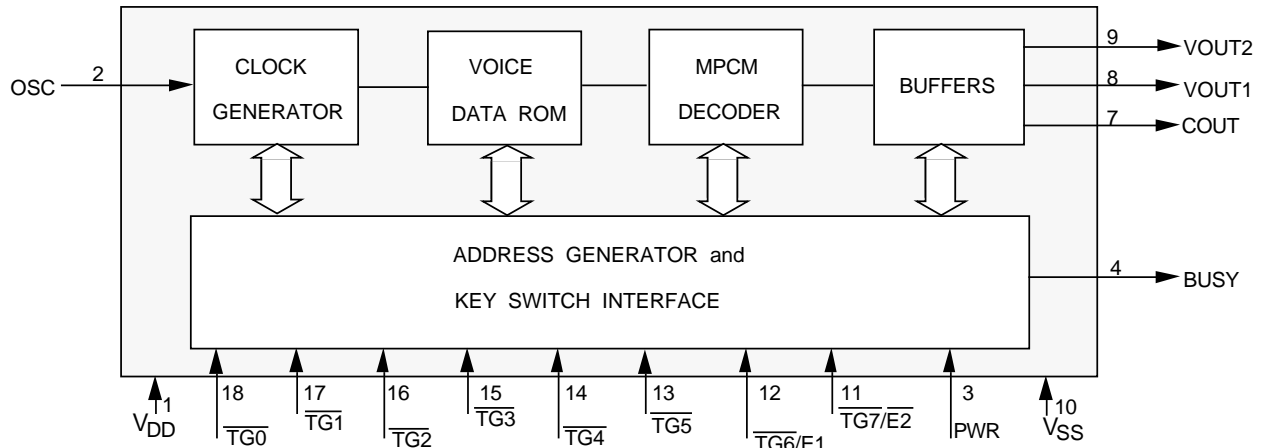 CLOCK
GENERATOR
VOICE
DATA ROM
MPCM
DECODER
BUFFERS
OSC
2
9
VOUT2
8
VOUT1
7
COUT
ADDRESS GENERATOR and
KEY SWITCH INTERFACE
4
BUSY
1
VDD
18
TG0
17
TG1
16
TG2
15
TG3
14
TG4
13
TG5
12
TG6/E1
11
TG7/E2
3
PWR
10
VSS